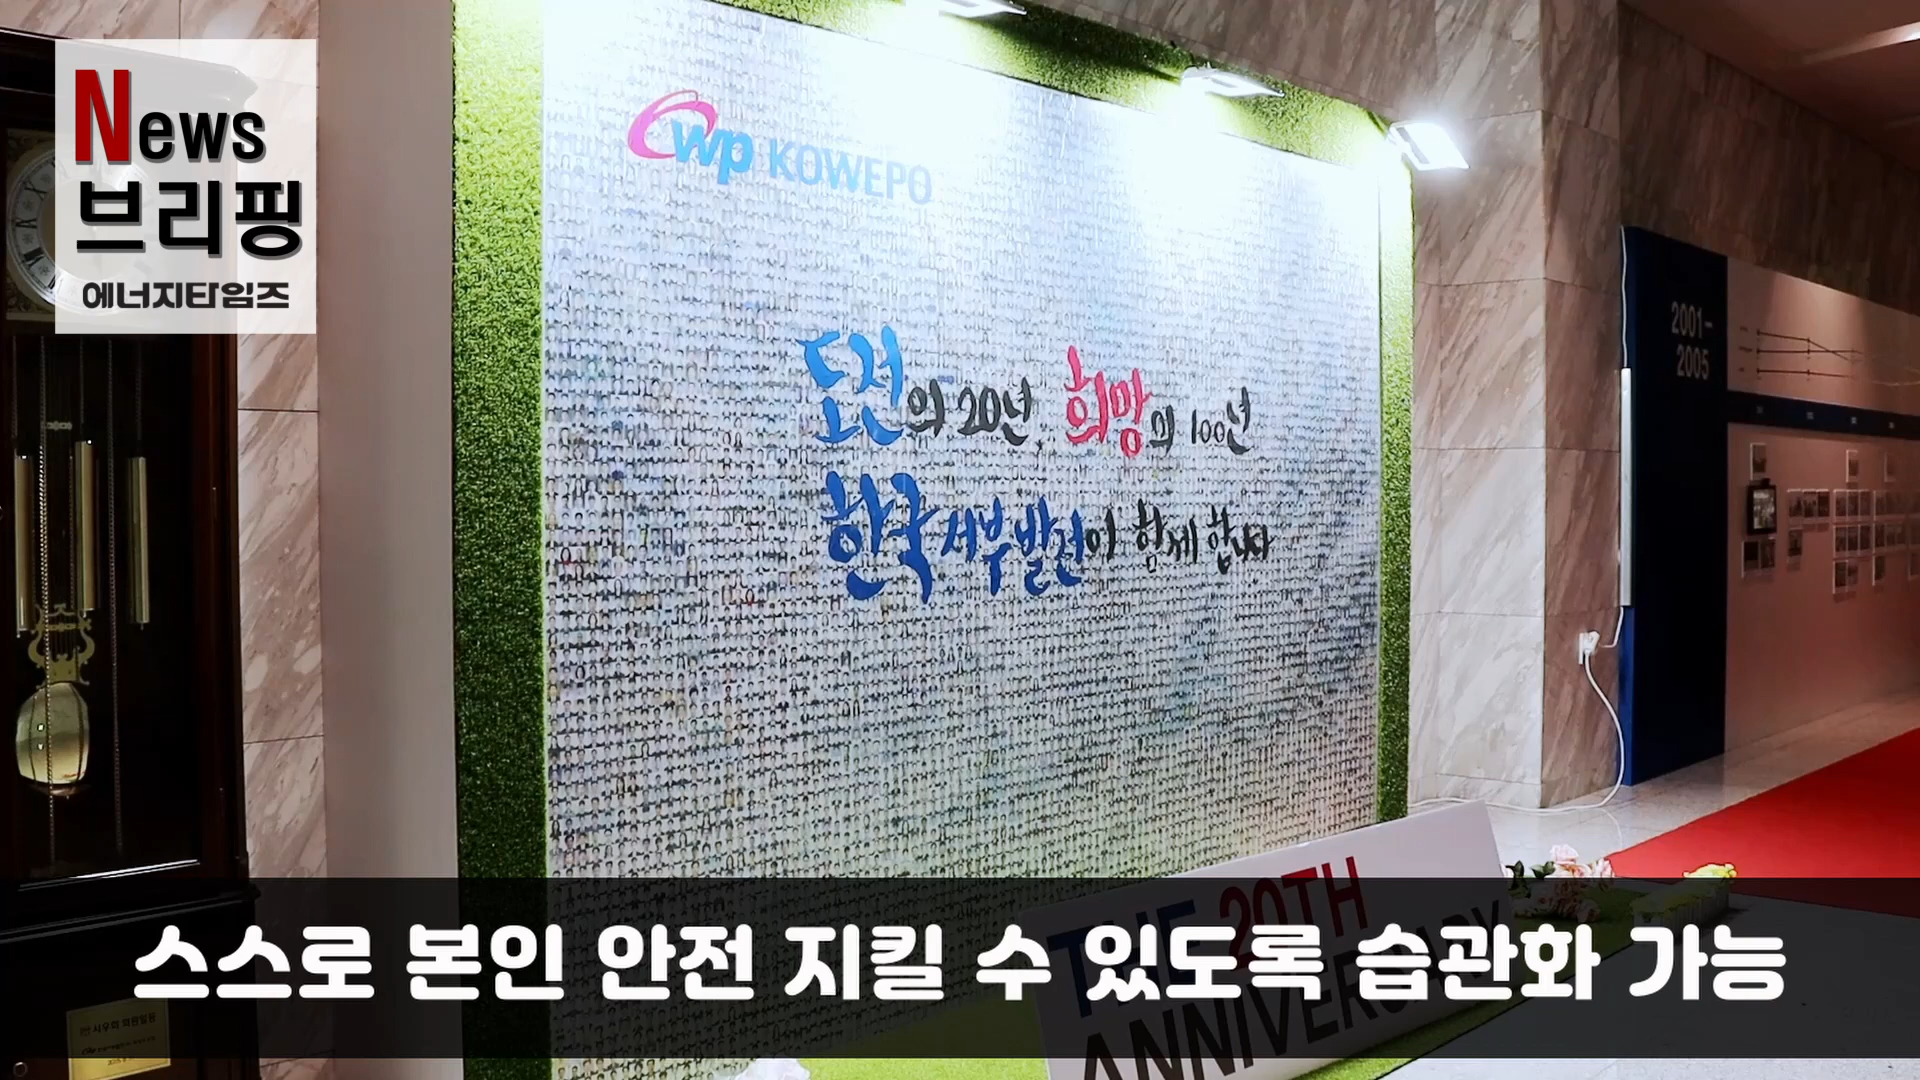 News
브리핑
에너지타임즈
wp KOWEPO
도전의 20년, 희망의 100년
한국서부발전이 함께 합니다
2001-
2005
THE 20TH
ANNIVERSARY
스스로 본인 안전 지킬 수 있도록 습관화 가능